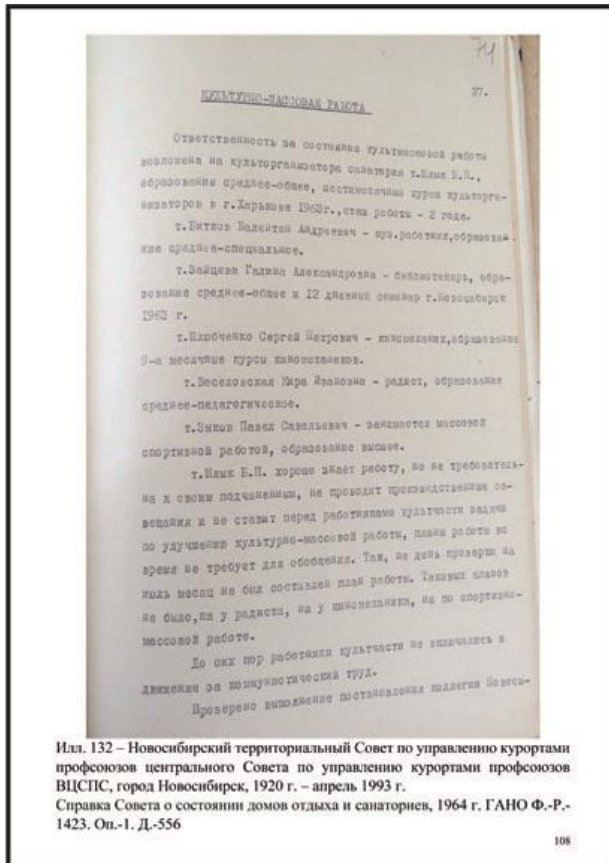 74
37.
КУЛЬТУРНО-МАССОВАЯ РАБОТА
Ответственность за состояние культмассовой работы
возложена на культорганизатора санатория т.Шлык Б.П.,
образование среднее-общее, шестимесячные курсы культорга-
низаторов в г.Харькове 1963г.,стаж работы - 2 года.
т.Витков Валентин Андреевич - муз.работник,образова-
ние среднее-специальное.
т.Зайцева Галина Александровна - библиотекарь, обра-
зование среднее-общее и 12 дневный семинар г.Новосибирск
1963 г.
Сергей Петрович - киномеханик,образование
9-и месячные курсы киномехаников.
т.Веселовская Кира Ивановна - радист, образование
среднее-педагогическое.
т.Зыков Павел Савельевич - занимается массовой
спортивной работой, образование высшее.
т.Шлык Б.П. хорошо знает работу, но не требователь-
на к своим подчиненным, не проводит производственные со-
вещания и не ставит перед работниками культчасти задачи
по улучшению культурно-массовой работы, планы работы во
время не требует для обобщения. Так, на день проверки на
июль месяц не был составлен план работы. Таковых планов
не было,ни у радиста, ни у киномеханика, ни по спортивно-
массовой работе.
До сих пор работники культчасти не включились в
движение за коммунистический труд.
Проверено выполнение постановления коллегии Новоси-
Илл. 132 – Новосибирский территориальный Совет по управлению курортами
профсоюзов центрального Совета по управлению курортами профсоюзов
ВЦСПС, город Новосибирск, 1920 г. – апрель 1993 г.
Справка Совета о состоянии домов отдыха и санаториев, 1964 г. ГАНО Ф.-Р.-
1423. Оп.-1. Д.-556
108